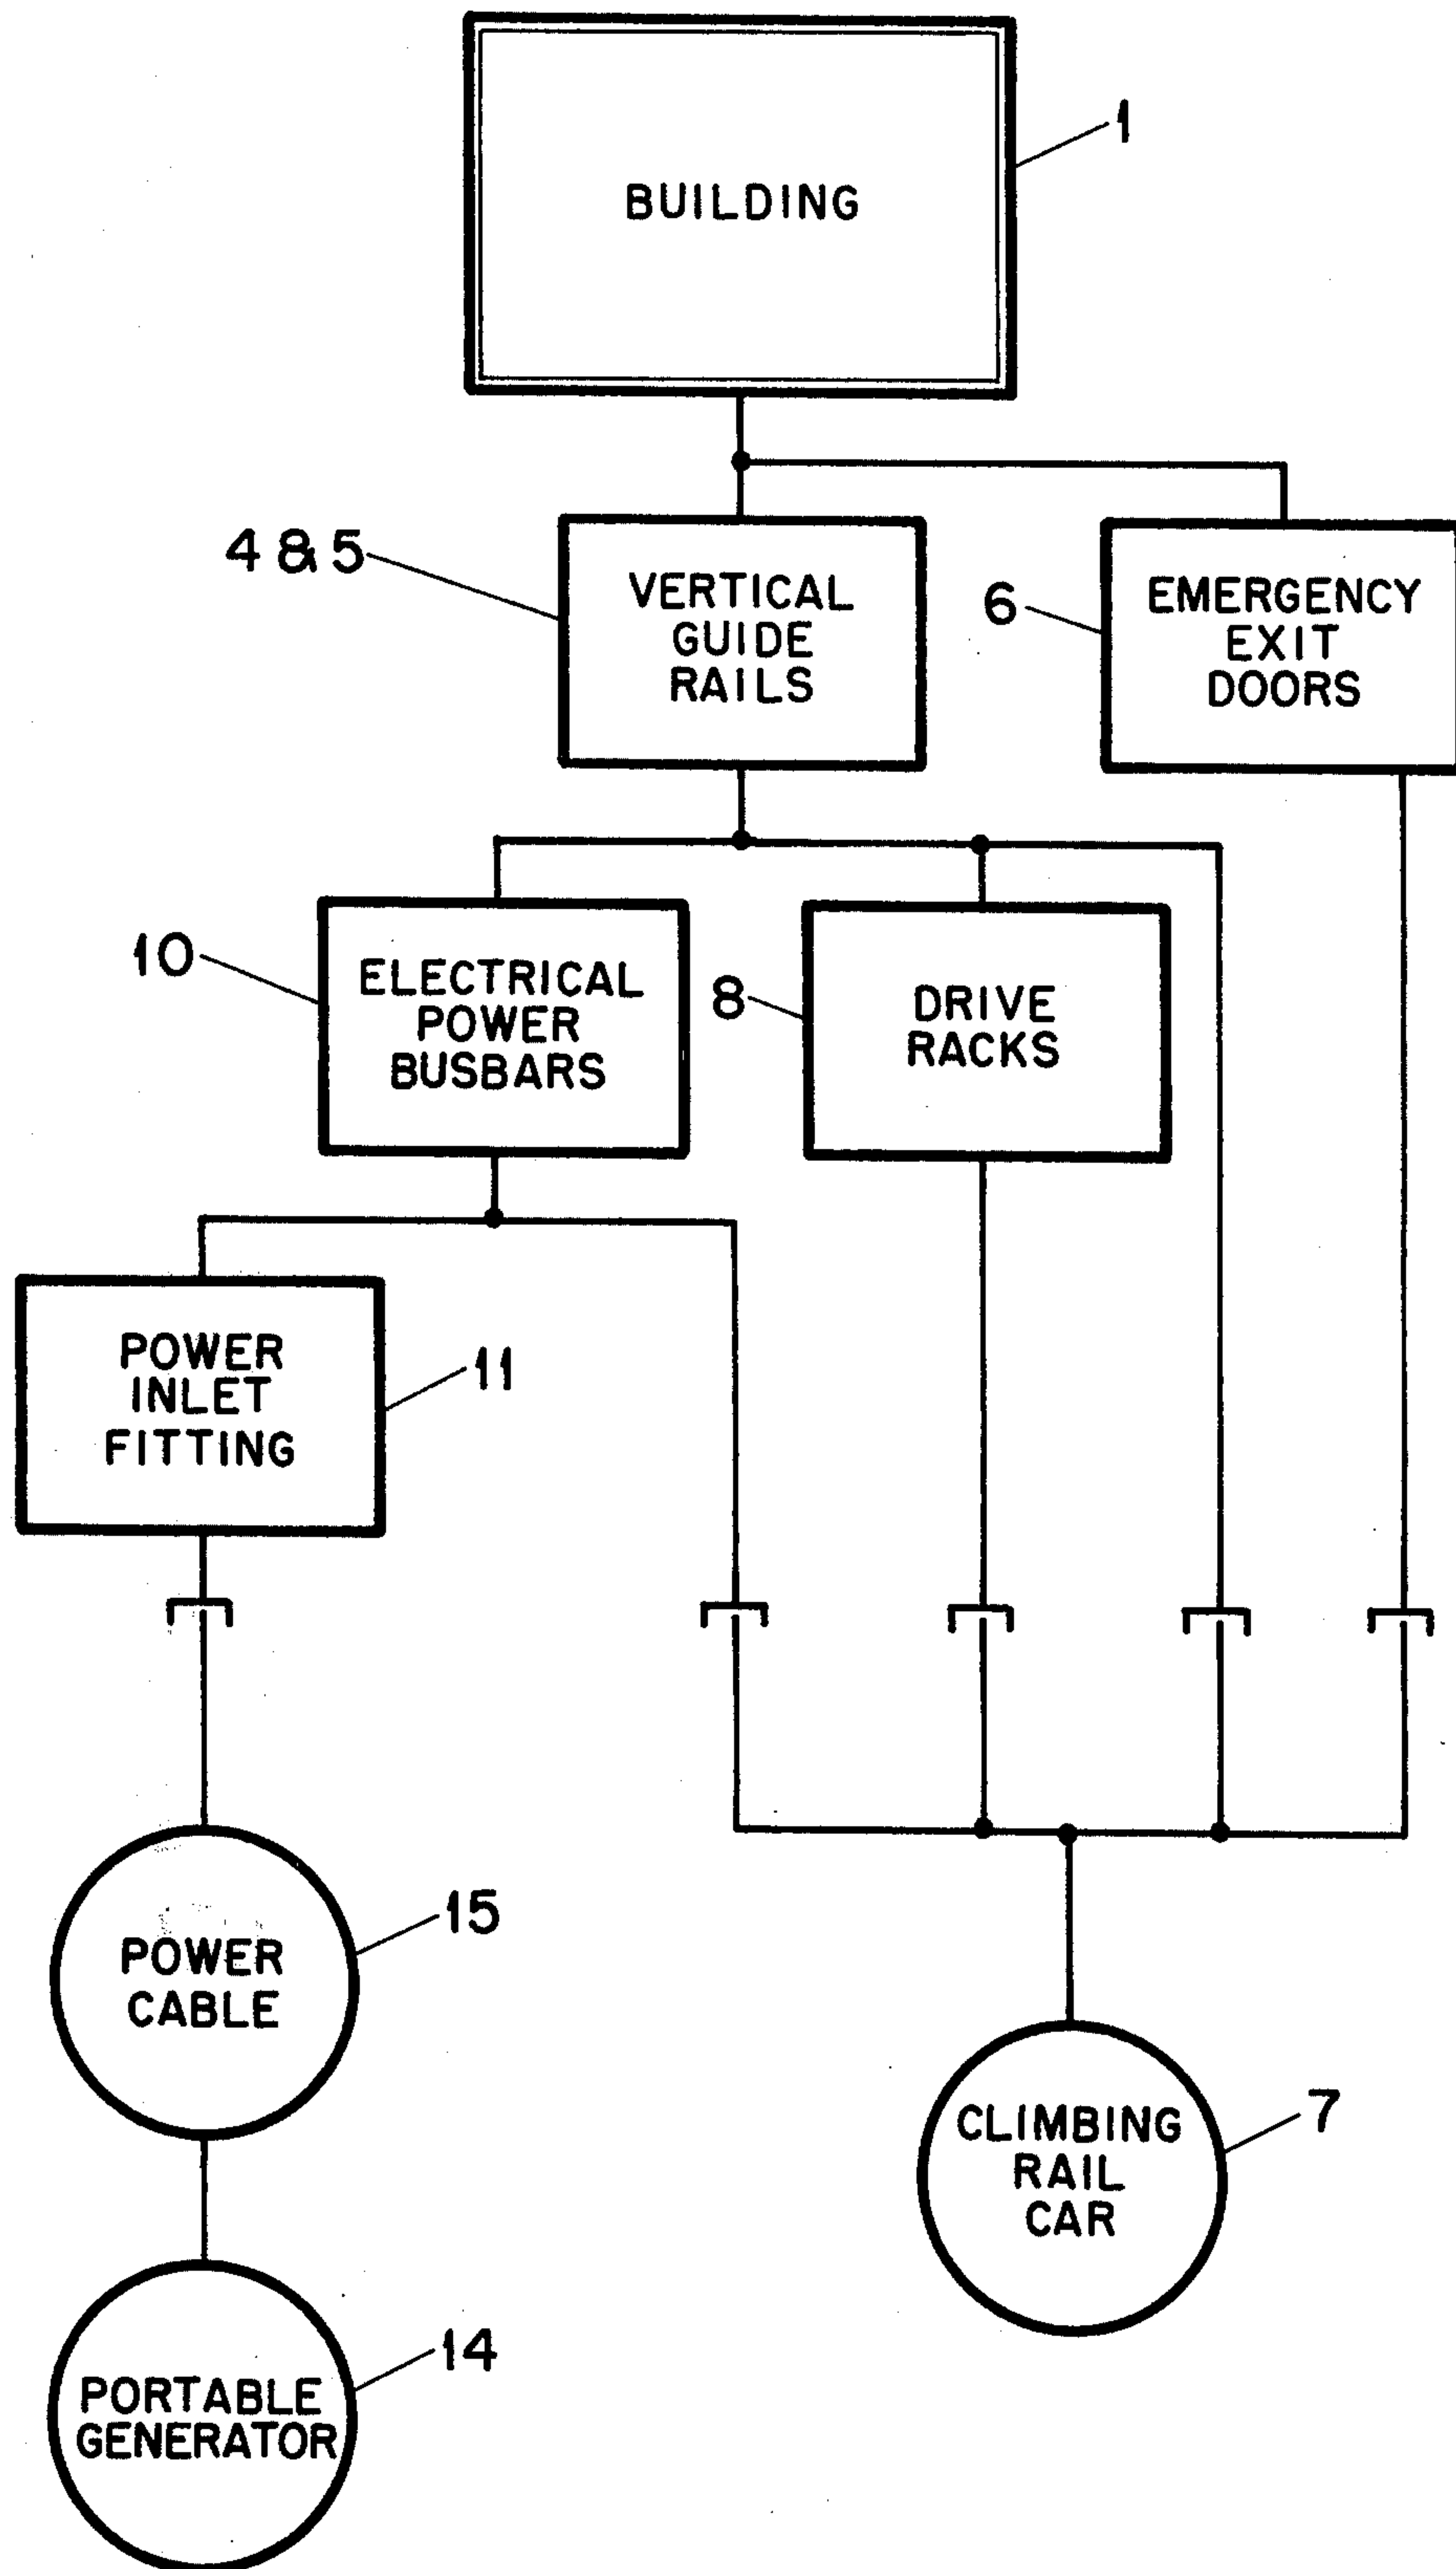 BUILDING
1
4 & 5
VERTICAL
GUIDE
RAILS
6
EMERGENCY
EXIT
DOORS
10
ELECTRICAL
POWER
BUSBARS
8
DRIVE
RACKS
POWER
INLET
FITTING
11
POWER
CABLE
15
CLIMBING
RAIL
CAR
7
PORTABLE
GENERATOR
14